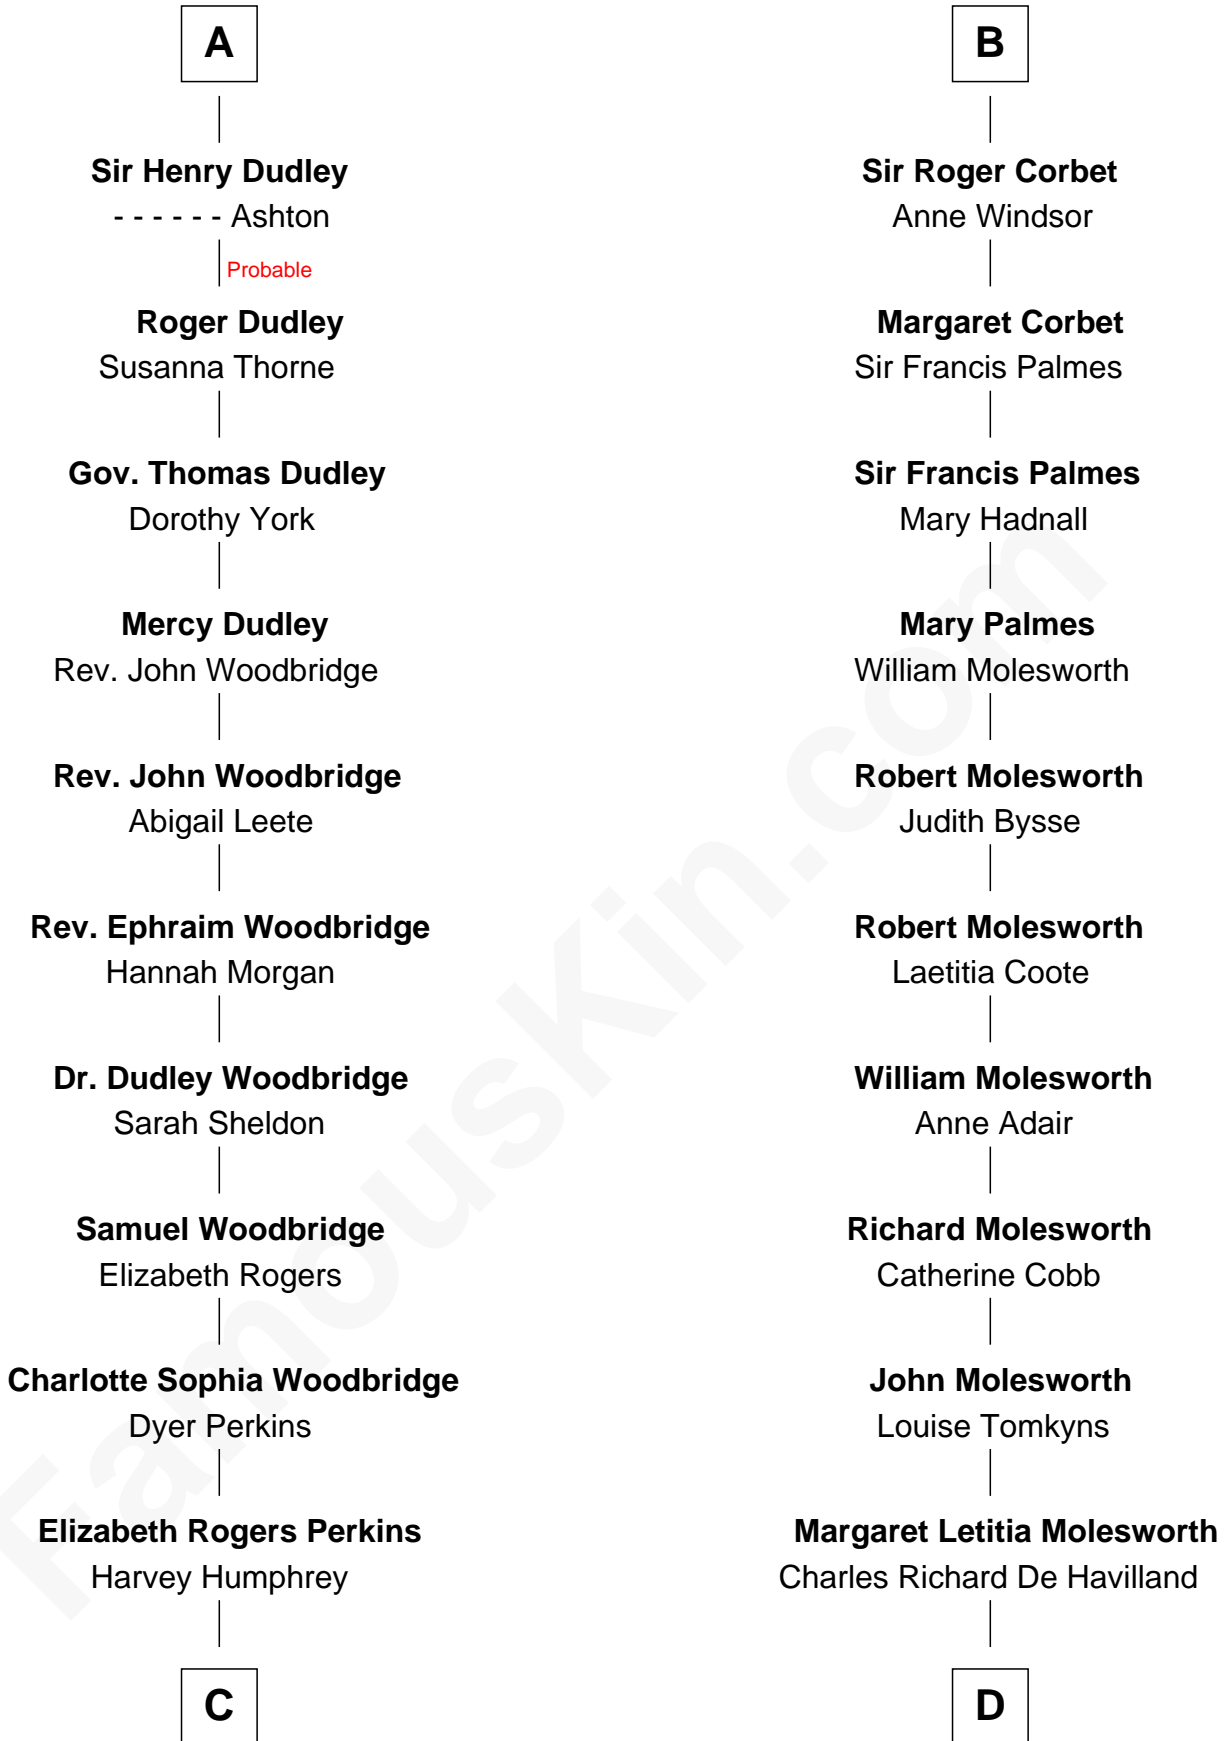 A
Sir Henry Dudley
- - - - - - Ashton
Probable
Roger Dudley
Susanna Thorne
Gov. Thomas Dudley
Dorothy York
Mercy Dudley
Rev. John Woodbridge
Rev. John Woodbridge
Abigail Leete
Rev. Ephraim Woodbridge
Hannah Morgan
Dr. Dudley Woodbridge
Sarah Sheldon
Samuel Woodbridge
Elizabeth Rogers
Charlotte Sophia Woodbridge
Dyer Perkins
Elizabeth Rogers Perkins
Harvey Humphrey
C
B
Sir Roger Corbet
Anne Windsor
Margaret Corbet
Sir Francis Palmes
Sir Francis Palmes
Mary Hadnall
Mary Palmes
William Molesworth
Robert Molesworth
Judith Bysse
Robert Molesworth
Laetitia Coote
William Molesworth
Anne Adair
Richard Molesworth
Catherine Cobb
John Molesworth
Louise Tomkyns
Margaret Letitia Molesworth
Charles Richard De Havilland
D
FamousKin.com